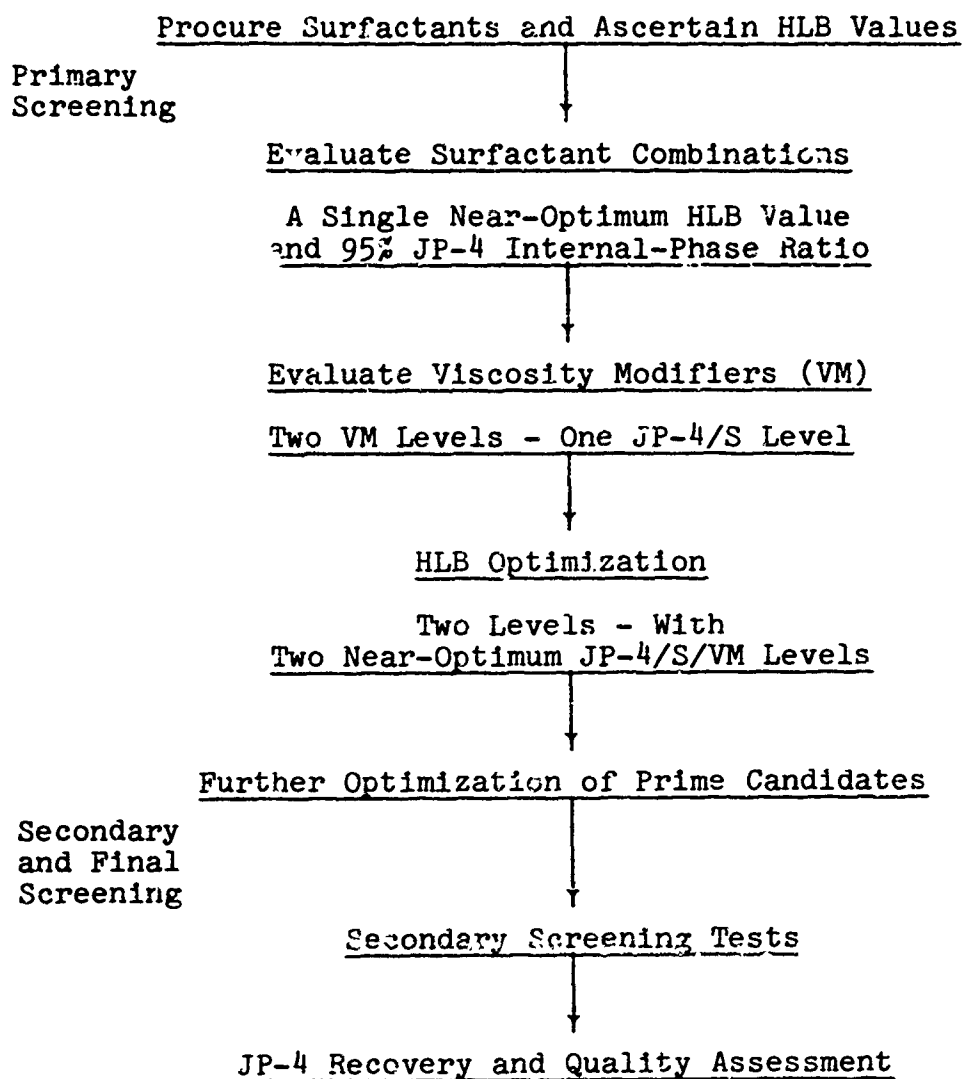 Procure Surfactants and Ascertain HLB Values
Primary
Screening
Evaluate Surfactant Combinations
A Single Near-Optimum HLB Value
and 95% JP-4 Internal-Phase Ratio
Evaluate Viscosity Modifiers (VM)
Two VM Levels - One JP-4/S Level
HLB Optimization
Two Levels - With
Two Near-Optimum JP-4/S/VM Levels
Further Optimization of Prime Candidates
Secondary
and Final
Screening
Secondary Screening Tests
JP-4 Recovery and Quality Assessment